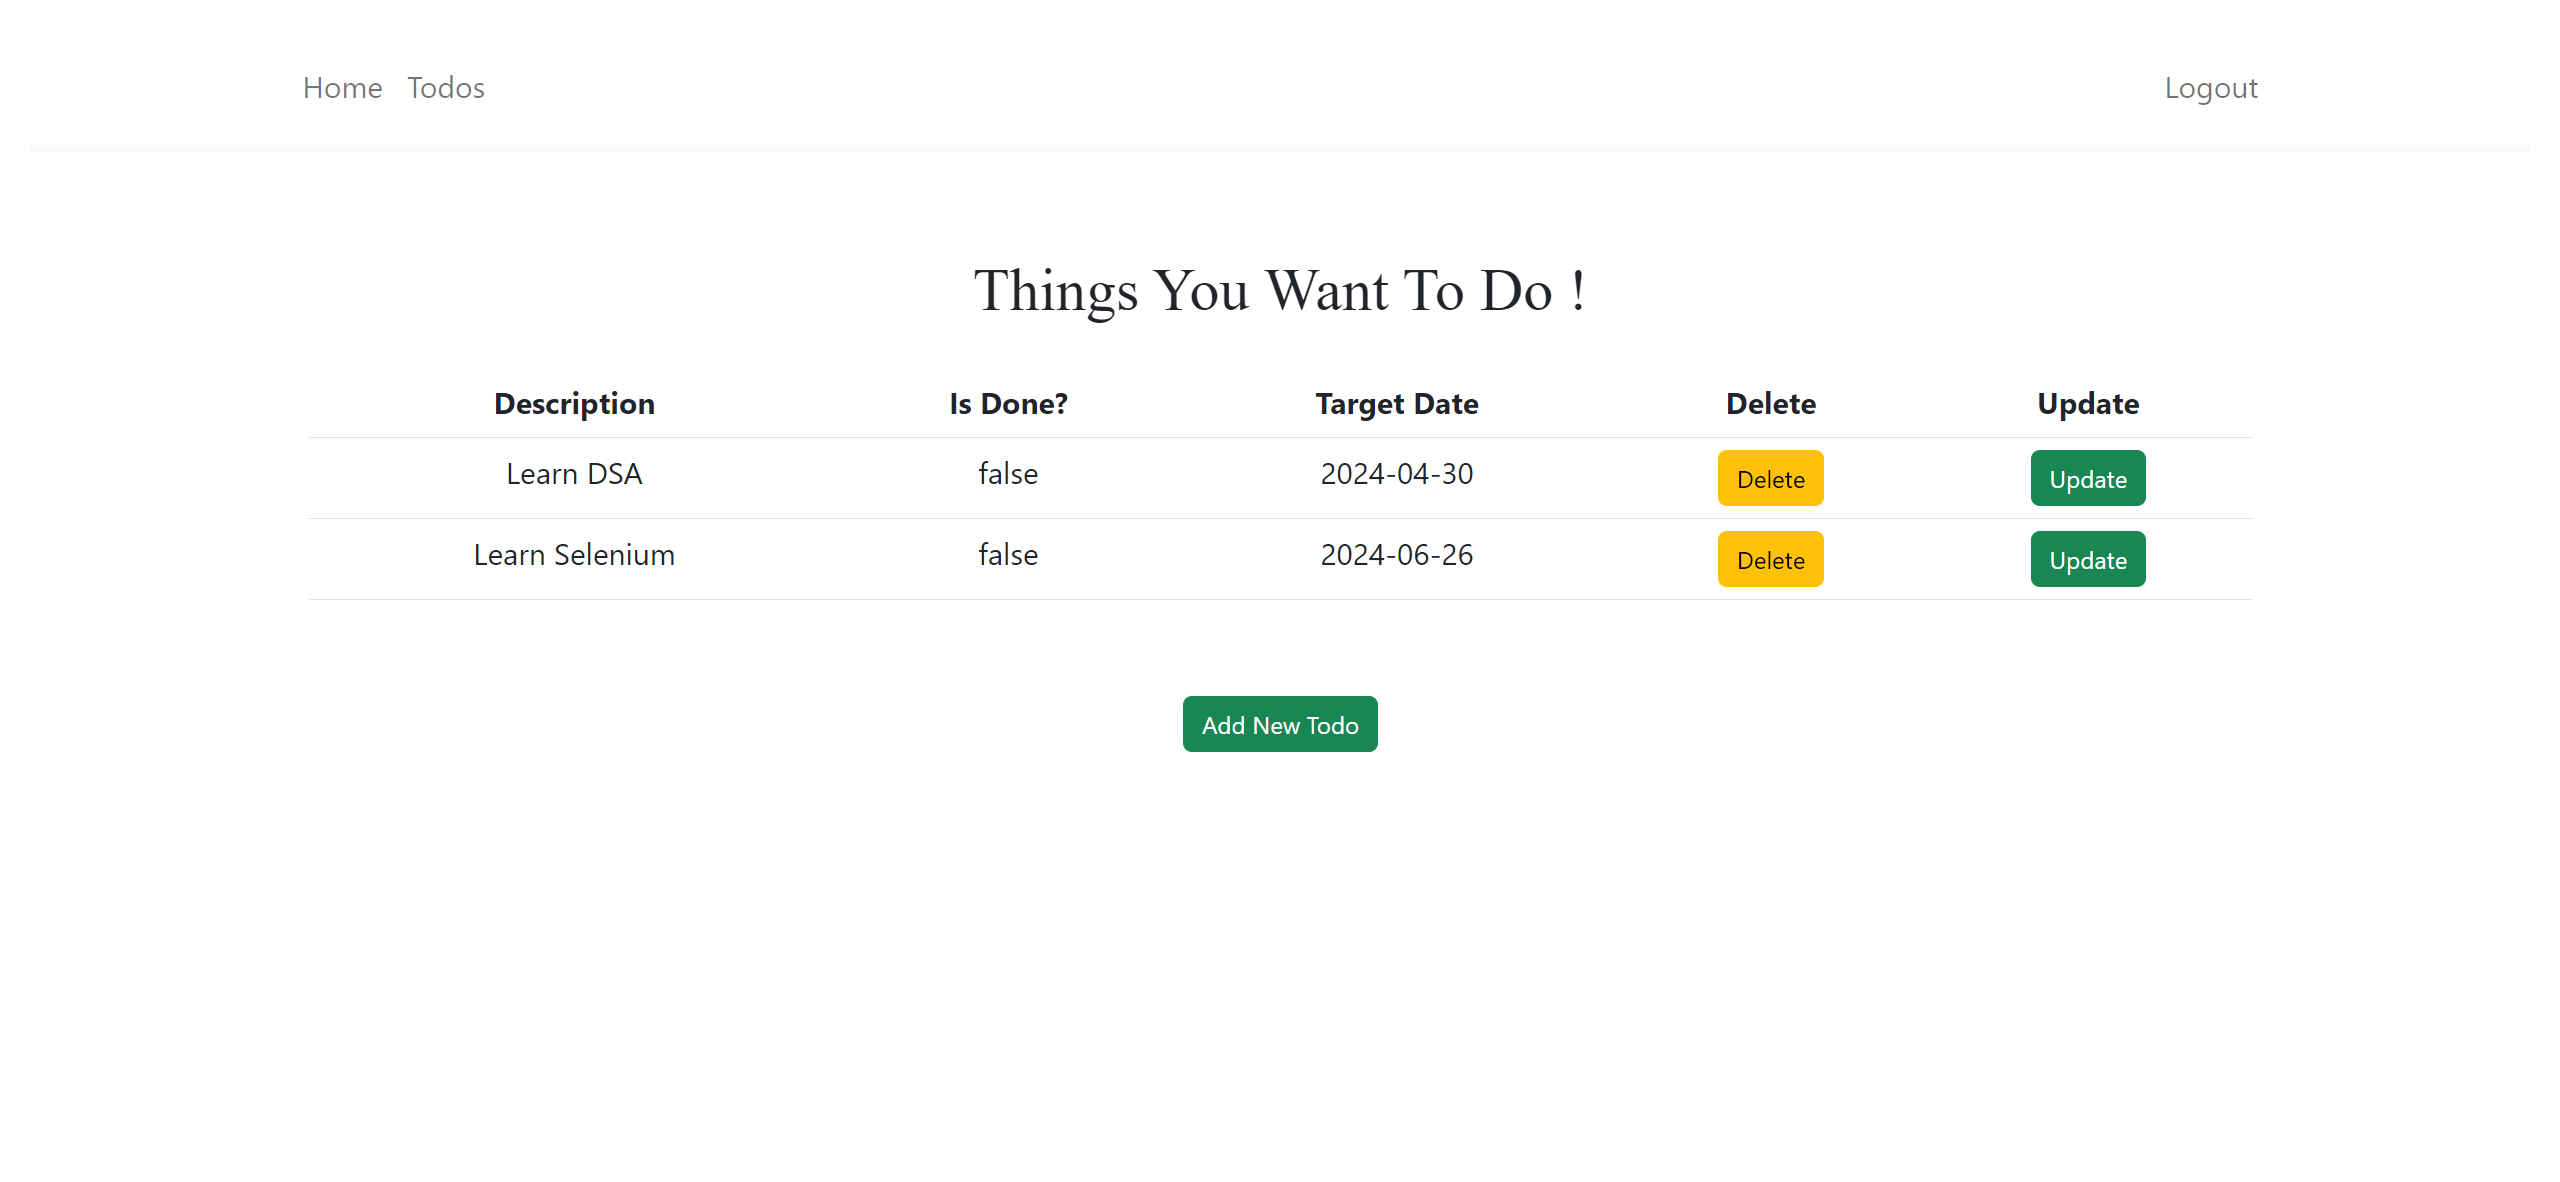 Home Todos Logout
Things You Want To Do !
Description Is Done? Target Date Delete Update
Learn DSA false 2024-04-30 Delete Update
Learn Selenium false 2024-06-26 Delete Update
Add New Todo